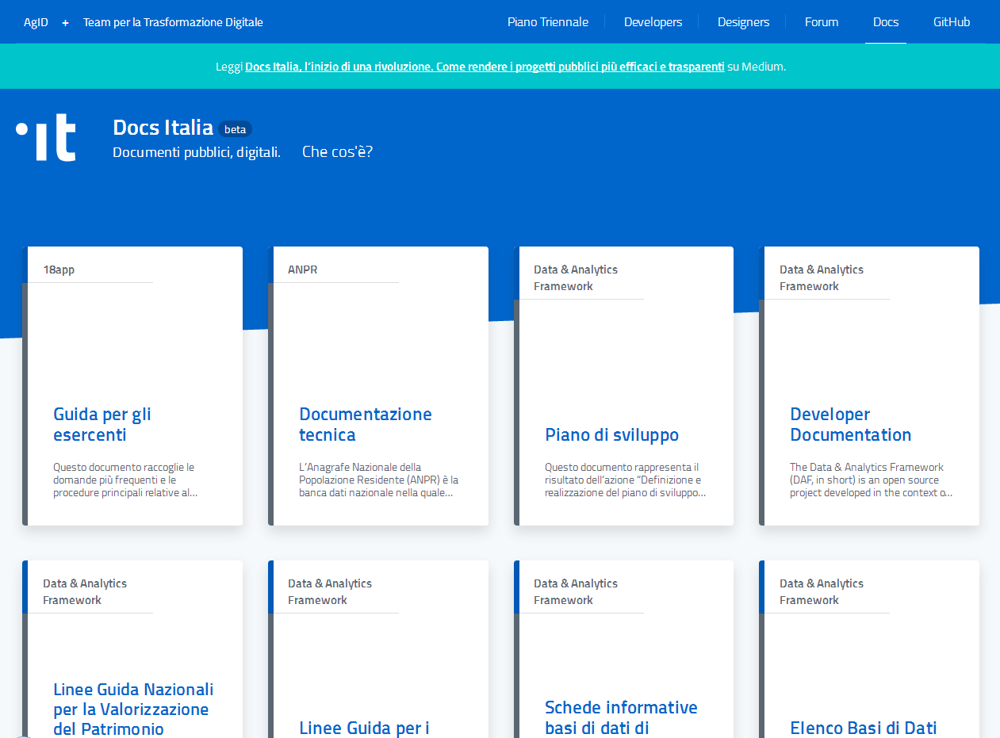 AgID + Team per la Trasformazione Digitale
Piano Triennale
Developers
Designers
Forum
Docs
GitHub
Leggi Docs Italia, l'inizio di una rivoluzione. Come rendere i progetti pubblici più efficaci e trasparenti su Medium.
it
Docs Italia beta
Documenti pubblici, digitali. Che cos'è?
18app
Guida per gli
esercenti
Questo documento raccoglie le
domande più frequenti e le
procedure principali relative al...
ANPR
Documentazione
tecnica
L'Anagrafe Nazionale della
Popolazione Residente (ANPR) è la
banca dati nazionale nella quale...
Data & Analytics
Framework
Piano di sviluppo
Questo documento rappresenta il
risultato dell'azione "Definizione e
realizzazione del piano di sviluppo...
Data & Analytics
Framework
Developer
Documentation
The Data & Analytics Framework
(DAF, in short) is an open source
project developed in the context o...
Data & Analytics
Framework
Linee Guida Nazionali
per la Valorizzazione
del Patrimonio
Data & Analytics
Framework
Linee Guida per i
Data & Analytics
Framework
Schede informative
basi di dati di
Data & Analytics
Framework
Elenco Basi di Dati